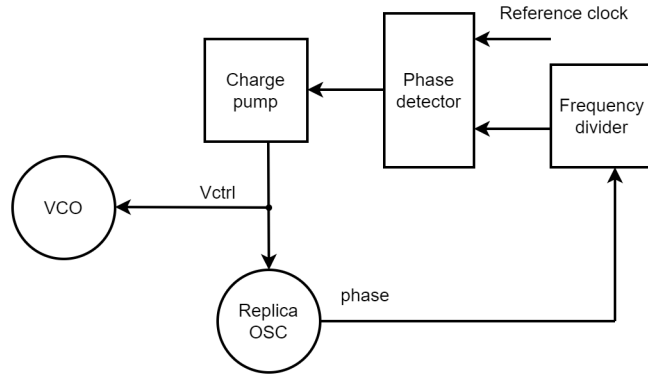 Reference clock
Charge
pump
Phase
detector
Frequency
divider
Vctrl
VCO
Replica
OSC
phase